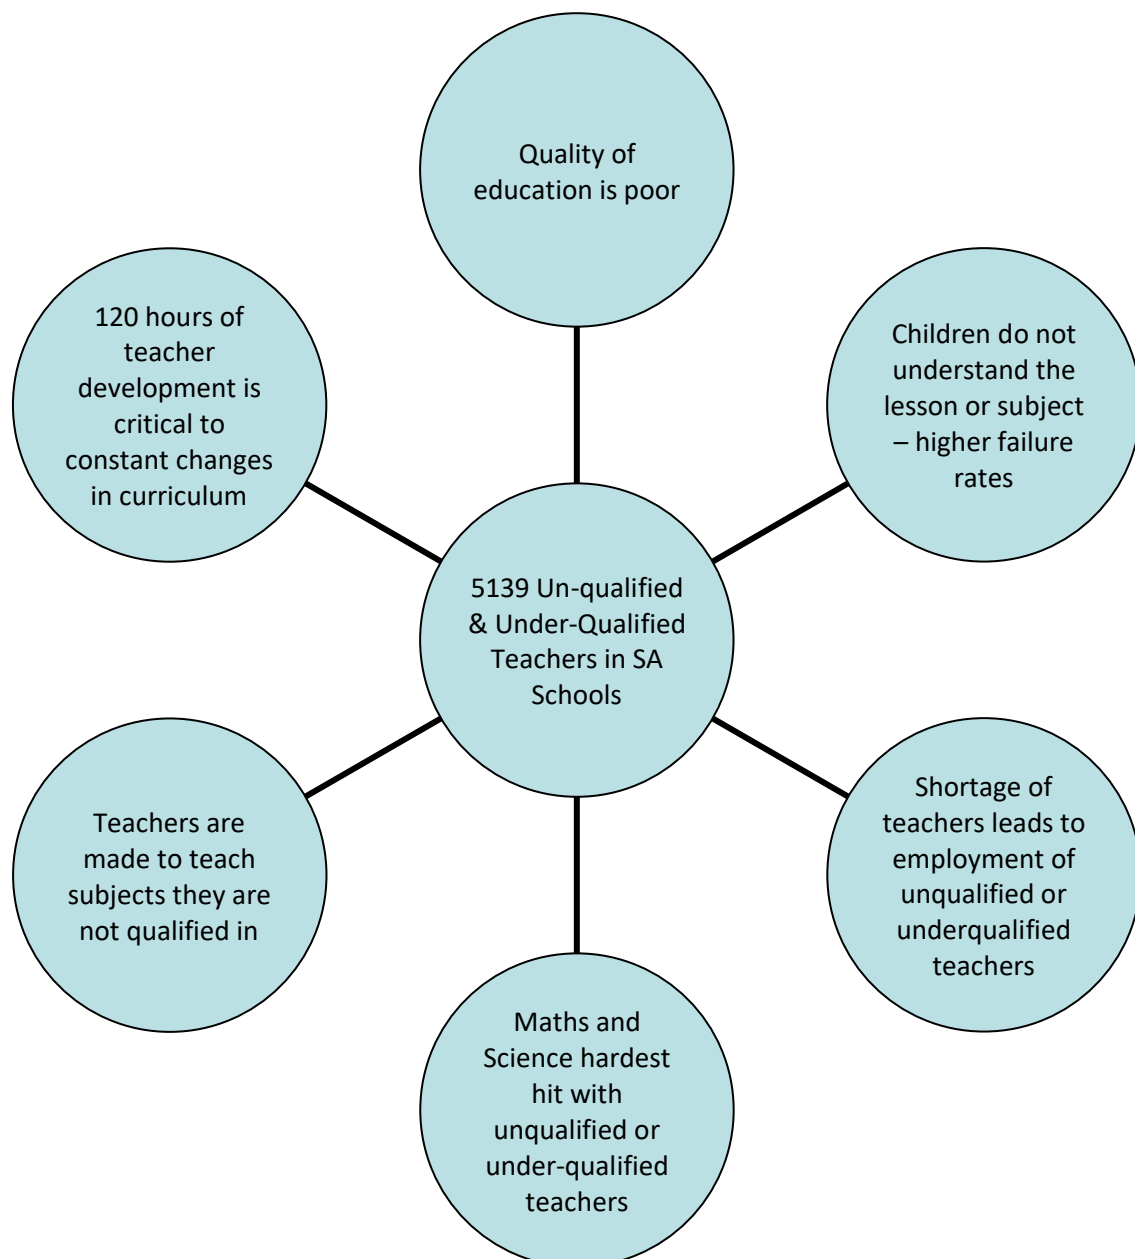 Quality of
education is poor
120 hours of
teacher
development is
critical to
constant changes
in curriculum
Children do not
understand the
lesson or subject
– higher failure
rates
5139 Un-qualified
& Under-Qualified
Teachers in SA
Schools
Teachers are
made to teach
subjects they are
not qualified in
Shortage of
teachers leads to
employment of
unqualified or
underqualified
teachers
Maths and
Science hardest
hit with
unqualified or
under-qualified
teachers